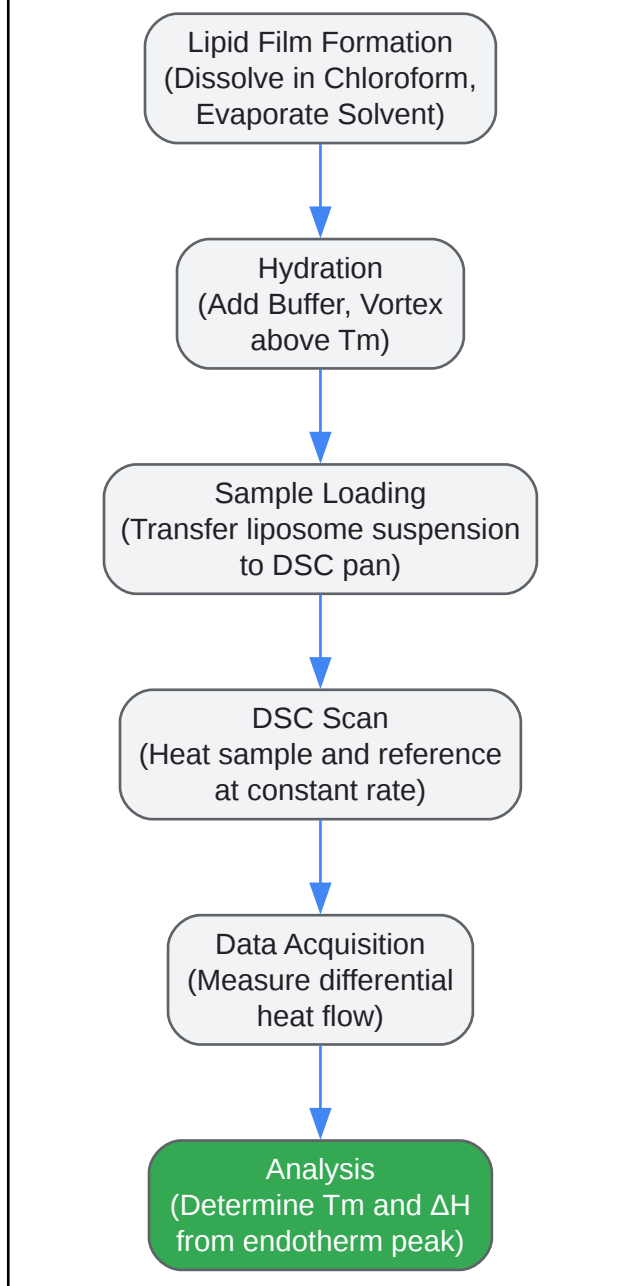 Lipid Film Formation
(Dissolve in Chloroform,
Evaporate Solvent)
Hydration
(Add Buffer, Vortex
above Tm)
Sample Loading
(Transfer liposome suspension
to DSC pan)
DSC Scan
(Heat sample and reference
at constant rate)
Data Acquisition
(Measure differential
heat flow)
Analysis
(Determine Tm and ΔH
from endotherm peak)